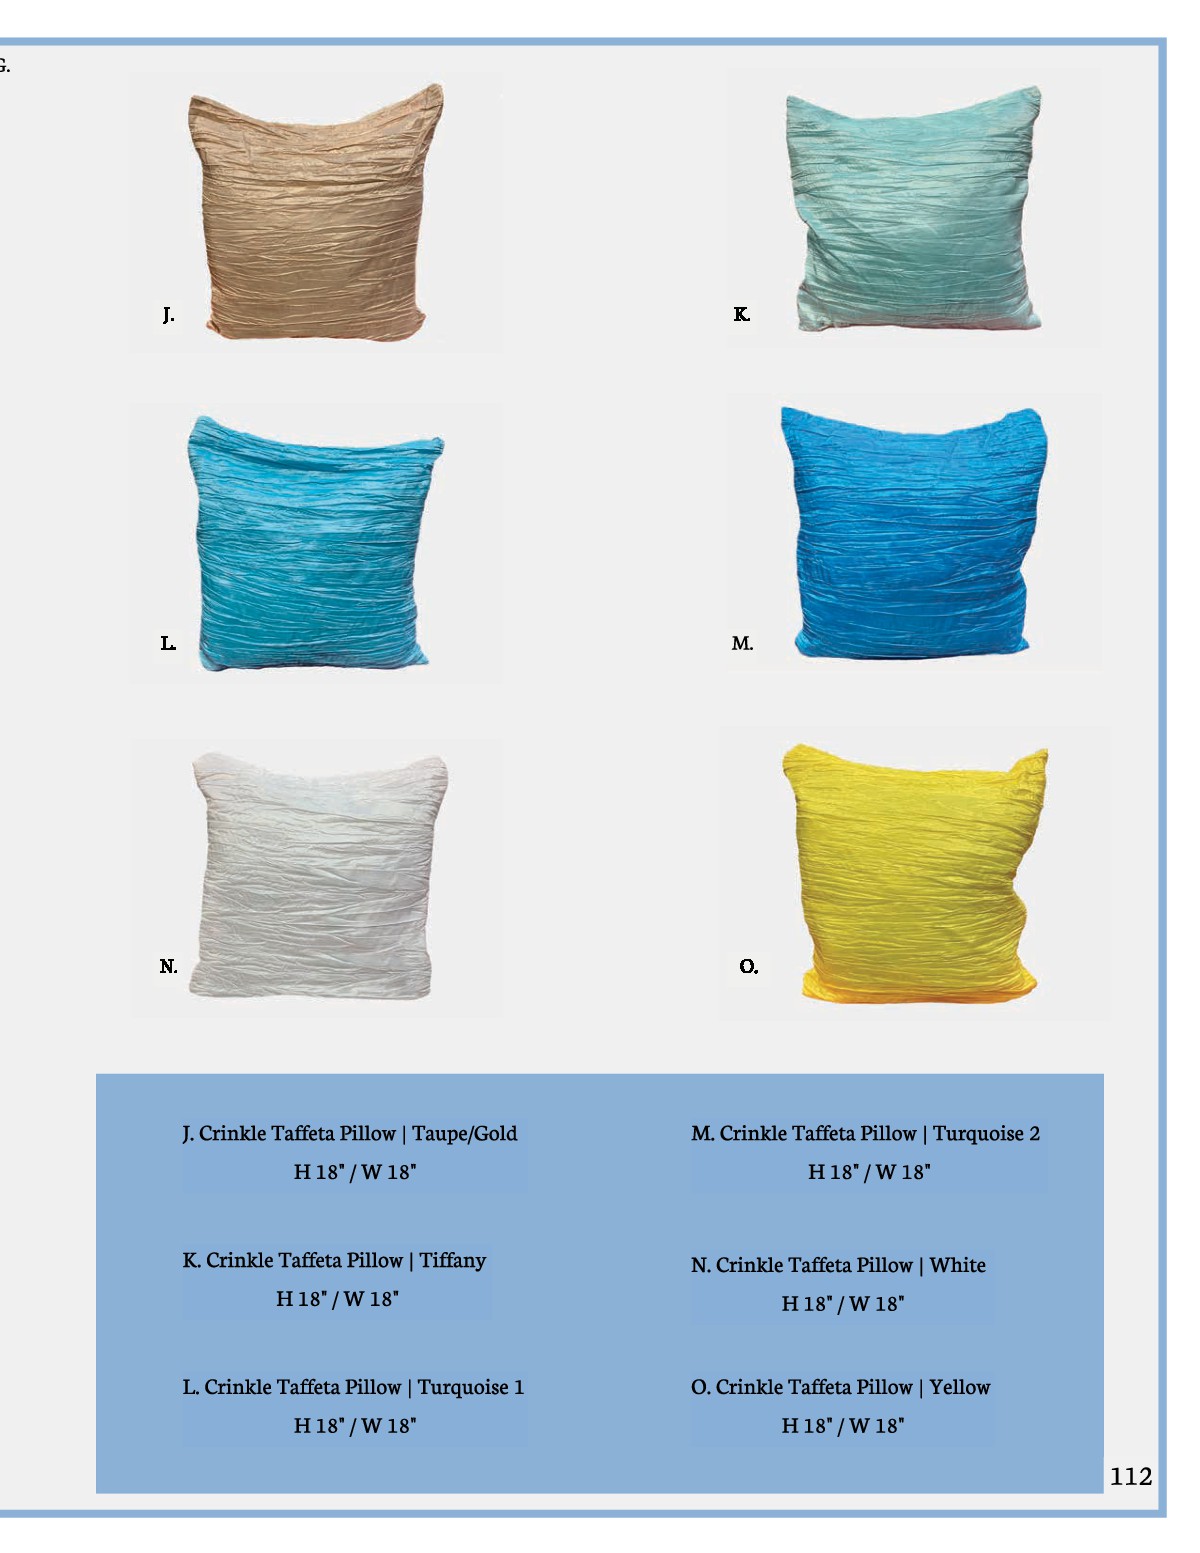 G.
J.
K.
L.
M.
N.
O.
J. Crinkle Taffeta Pillow | Taupe/Gold
H 18" / W 18"
K. Crinkle Taffeta Pillow | Tiffany
H 18" / W 18"
L. Crinkle Taffeta Pillow | Turquoise 1
H 18" / W 18"
M. Crinkle Taffeta Pillow | Turquoise 2
H 18" / W 18"
N. Crinkle Taffeta Pillow | White
H 18" / W 18"
O. Crinkle Taffeta Pillow | Yellow
H 18" / W 18"
112